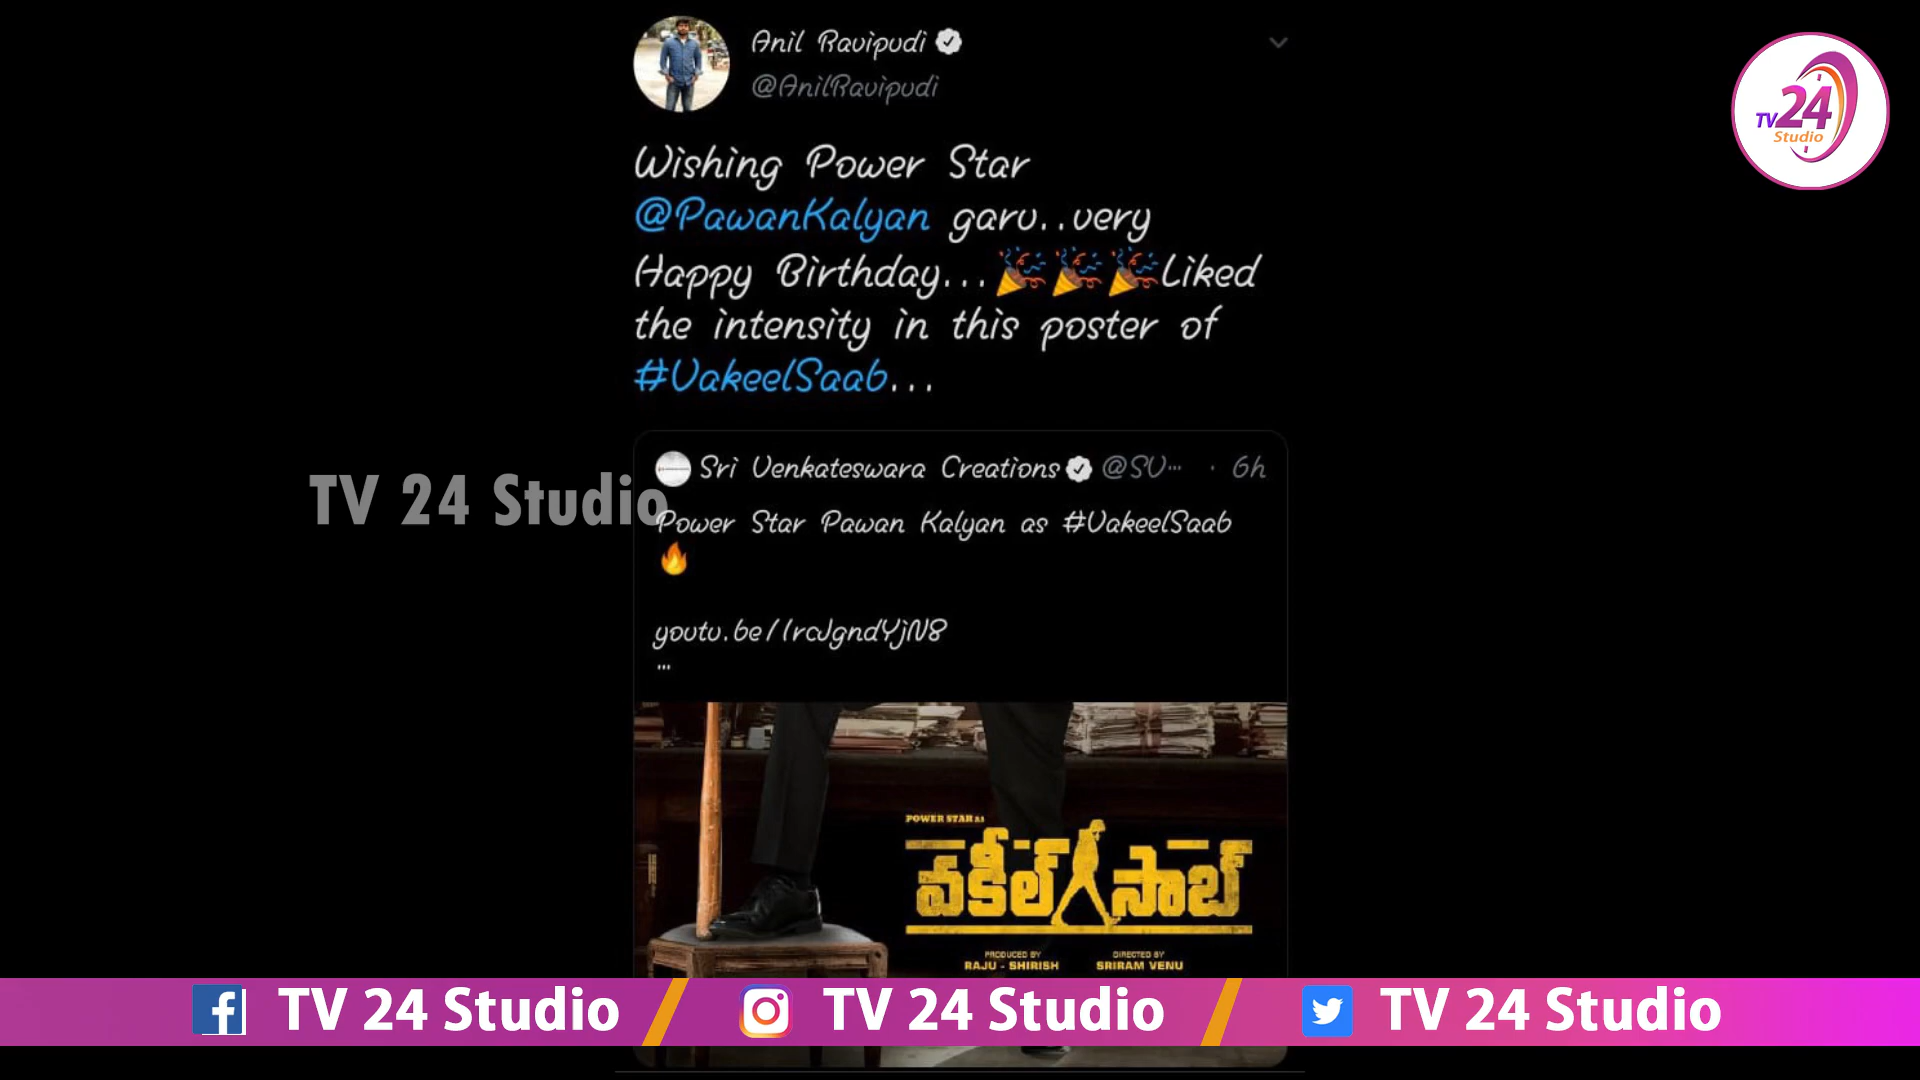 Anil Ravipudi
@AnilRavipudi
Wishing Power Star
@PawanKalyan garu..very
Happy Birthday...🎉🎉🎉Liked
the intensity in this poster of
#VakeelSaab...
Sri Venkateswara Creations @SV... · 6h
Power Star Pawan Kalyan as #VakeelSaab
🔥
youtu.be/1rcJgndYjN8
...
POWER STAR AS
వకీల్ సాబ్
PRODUCED BY
RAJU - SHIRISH
DIRECTED BY
SRIRAM VENU
TV 24 Studio
TV 24 Studio
TV 24 Studio
TV 24 Studio
TV 24 Studio